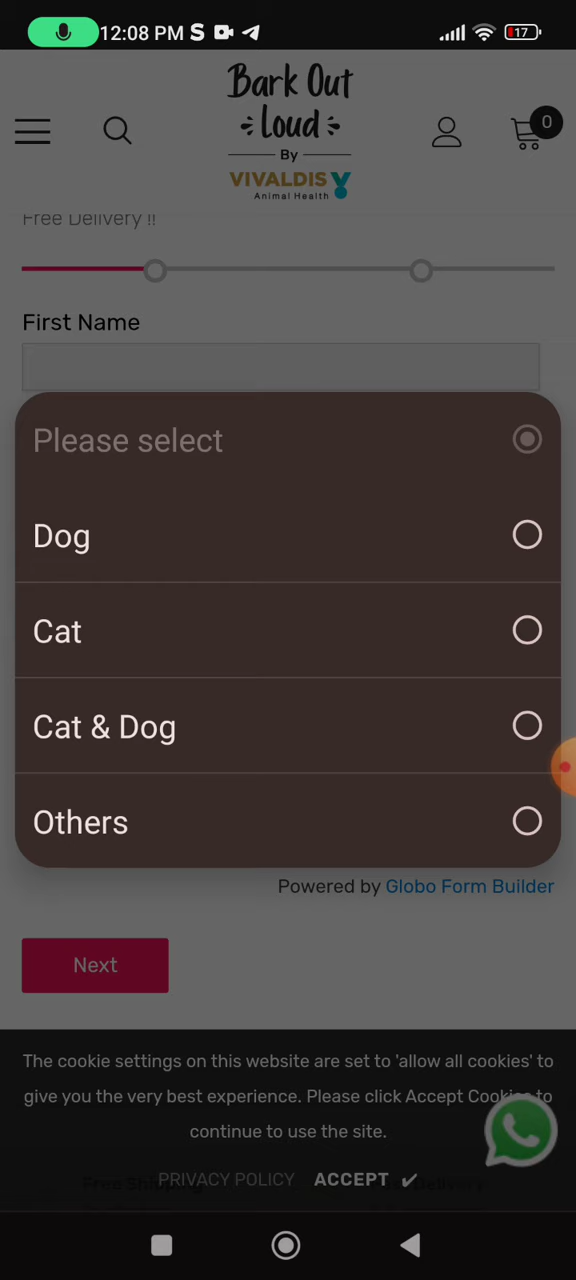 12:08 PM S
17
Bark Out
Loud
By
VIVALDIS
Animal Health
0
Free Delivery !!
First Name
Please select
Dog
Cat
Cat & Dog
Others
Powered by Globo Form Builder
Next
The cookie settings on this website are set to 'allow all cookies' to
give you the very best experience. Please click Accept Cookies to
continue to use the site.
PRIVACY POLICY ACCEPT ✔
Free Shipping